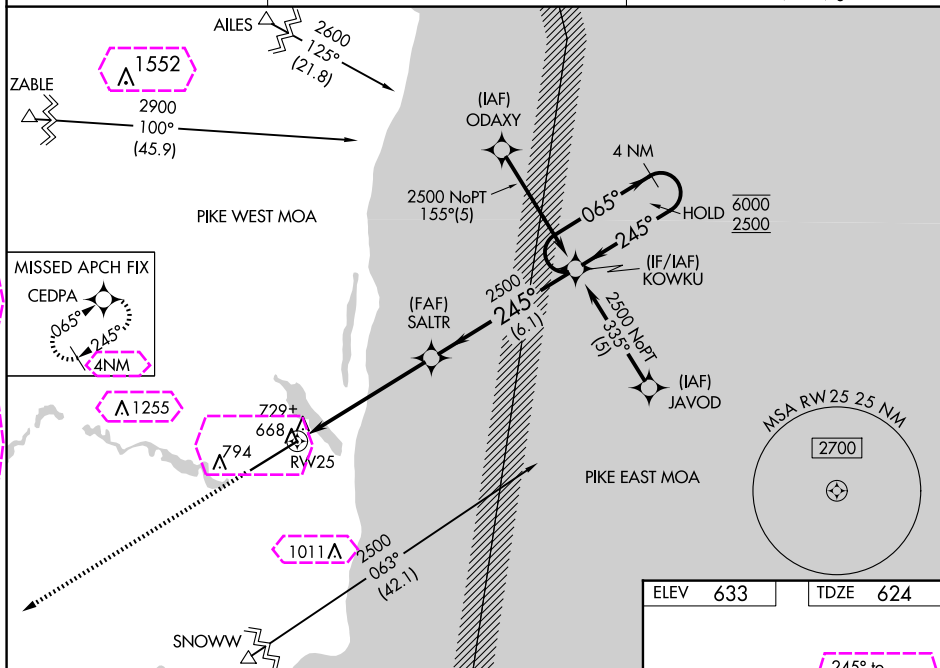 AILES
2600
125°
(21.8)
1552
ZABLE
2900
100°
(45.9)
(IAF)
ODAXY
4 NM
2500 NoPT
155°(5)
065°
HOLD
6000
2500
245°
PIKE WEST MOA
(IF/IAF)
KOWKU
MISSED APCH FIX
CEDPA
065°
245°
4NM
2500
245°
(6.1)
(FAF)
SALTR
2500 NoPT
335°
(5)
(IAF)
JAVOD
1255
729+
668
794
RW25
MSA RW25 25 NM
2700
PIKE EAST MOA
1011
2500
063°
(42.1)
SNOWW
ELEV 633
TDZE 624
245° to